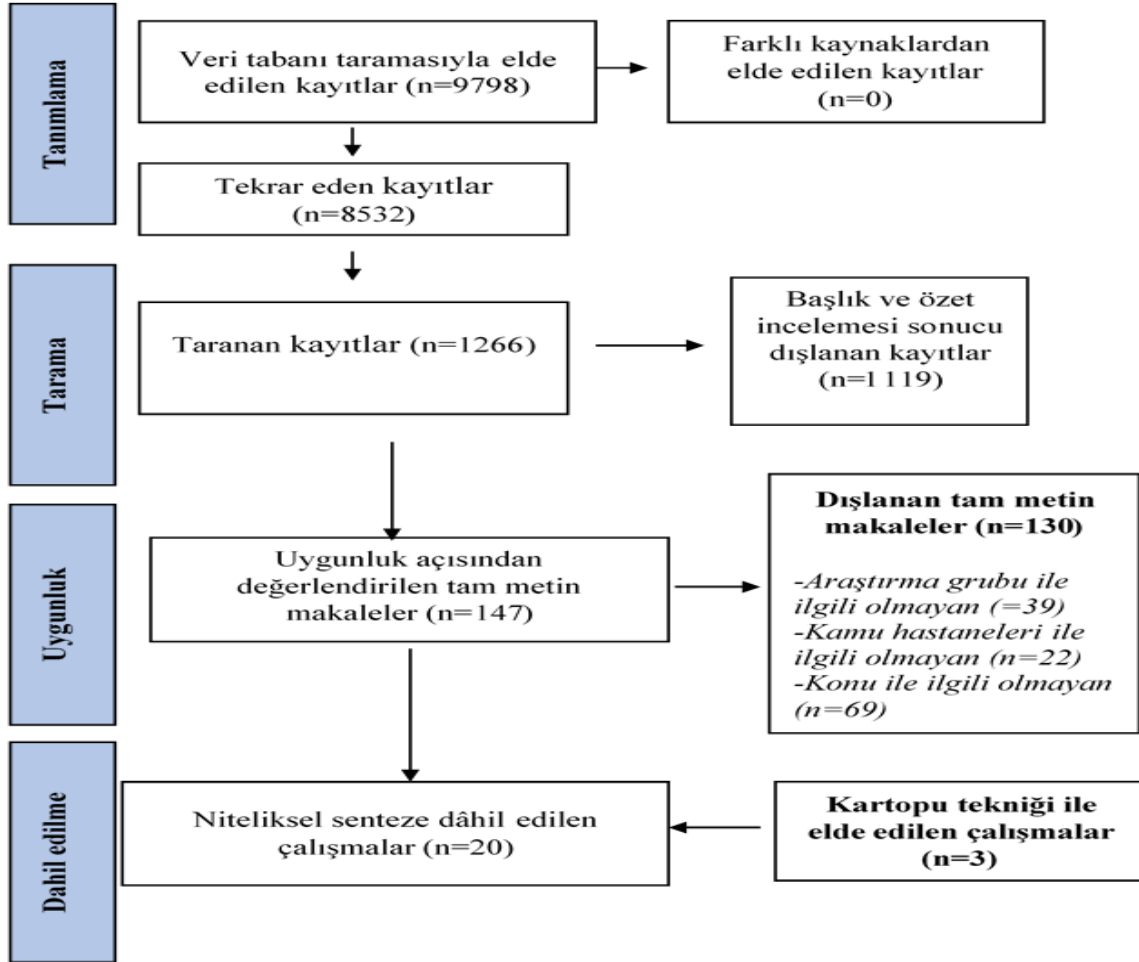 Tanımlama
Veri tabanı taramasıyla elde
edilen kayıtlar (n=9798)
Farklı kaynaklardan
elde edilen kayıtlar
(n=0)
Tekrar eden kayıtlar
(n=8532)
Tarama
Taranan kayıtlar (n=1266)
Başlık ve özet
incelemesi sonucu
dışlanan kayıtlar
(n=1119)
Uygunluk
Uygunluk açısından
değerlendirilen tam metin
makaleler (n=147)
Dışlanan tam metin
makaleler (n=130)
-Araştırma grubu ile
ilgili olmayan (=39)
-Kamu hastaneleri ile
ilgili olmayan (n=22)
-Konu ile ilgili olmayan
(n=69)
Dahil edilme
Niteliksel senteze dâhil edilen
çalışmalar (n=20)
Kartopu tekniği ile
elde edilen çalışmalar
(n=3)